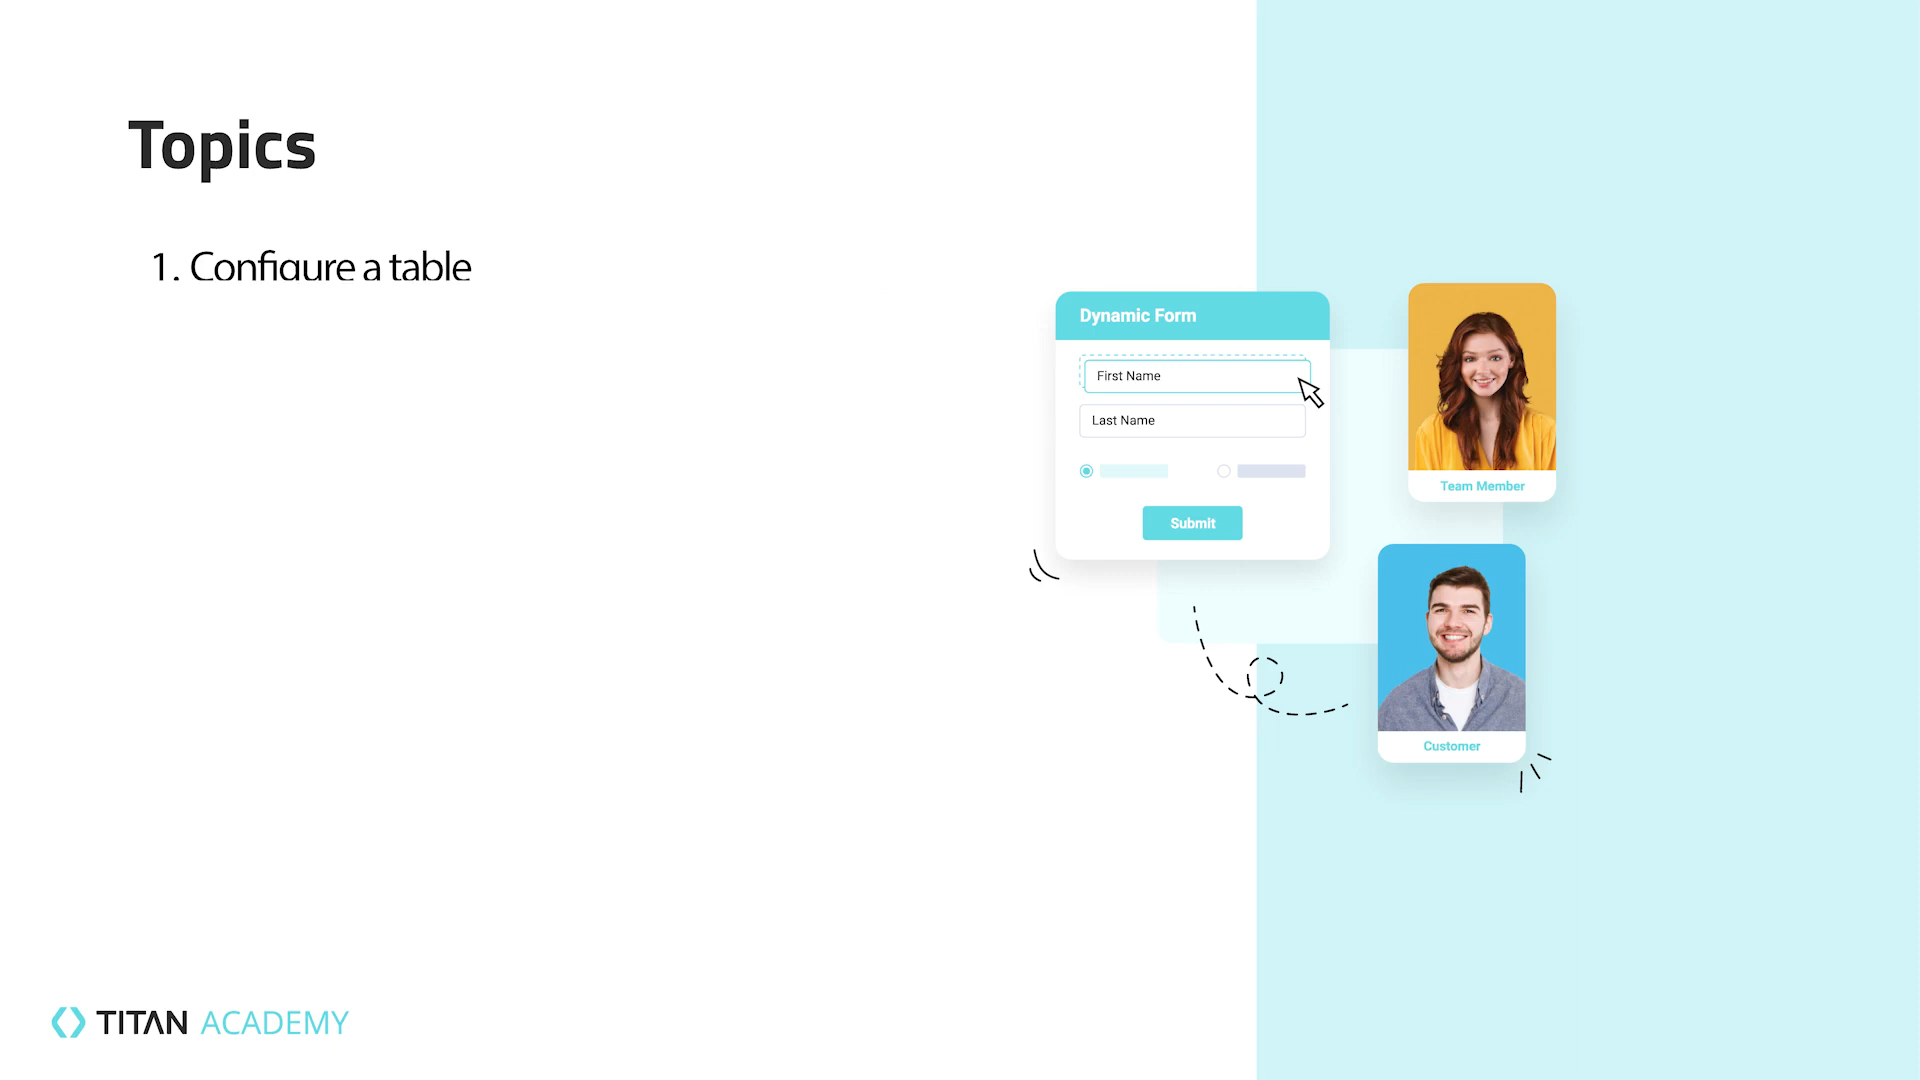 Topics
1. Configure a table
Dynamic Form
First Name
Last Name
Submit
Team Member
Customer
TITAN ACADEMY